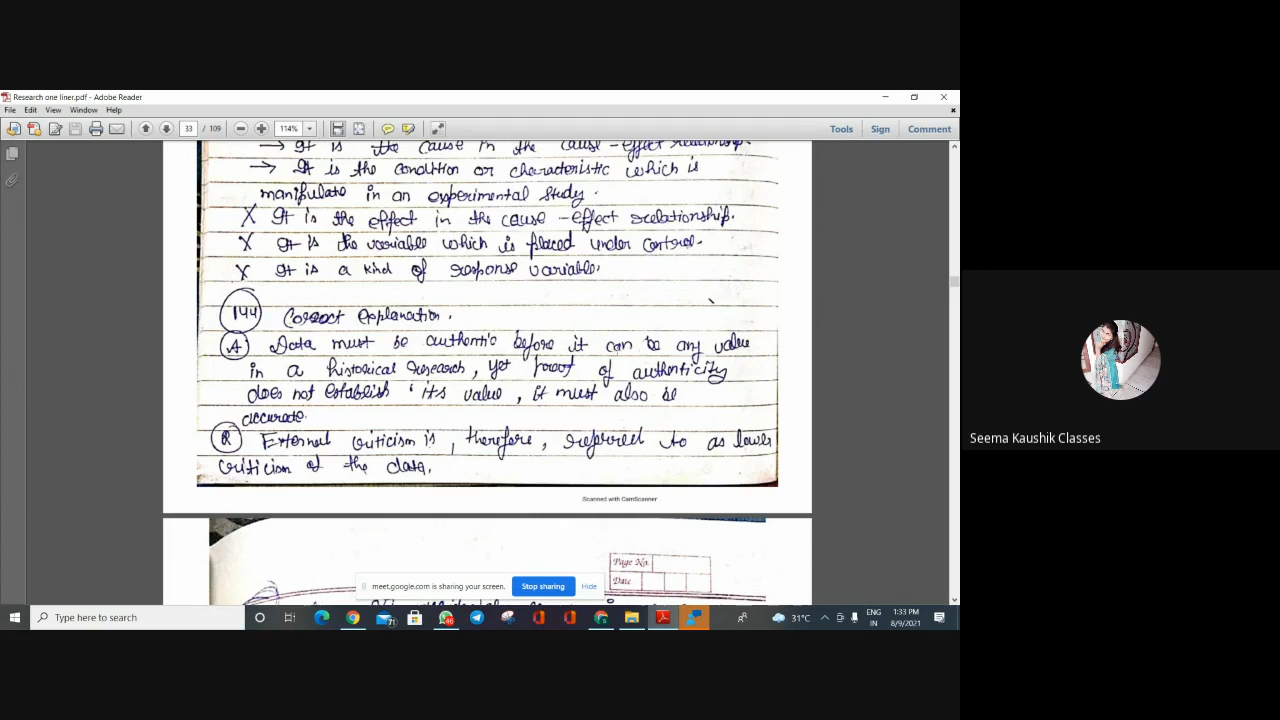 Research one liner.pdf - Adobe Reader
File Edit View Window Help
33 / 109 114% Tools Sign Comment
→ It is the cause in the cause-effect relationship.
→ It is the condition or characteristic which is
manipulate in an experimental study.
X It is the effect in the cause-effect relationship.
X It is the variable which is placed under control.
X It is a kind of response variable.
144 Correct explanation.
A Data must be authentic before it can be any value
in a historical research, yet proof of authenticity
does not establish its value, it must also be
accurate.
R External criticism is, therefore, referred to as lower
criticism of the data.
Scanned with CamScanner
Page No.
Date
meet.google.com is sharing your screen. Stop sharing Hide
Seema Kaushik Classes
Type here to search
71
96
31°C
ENG
IN
1:33 PM
8/9/2021